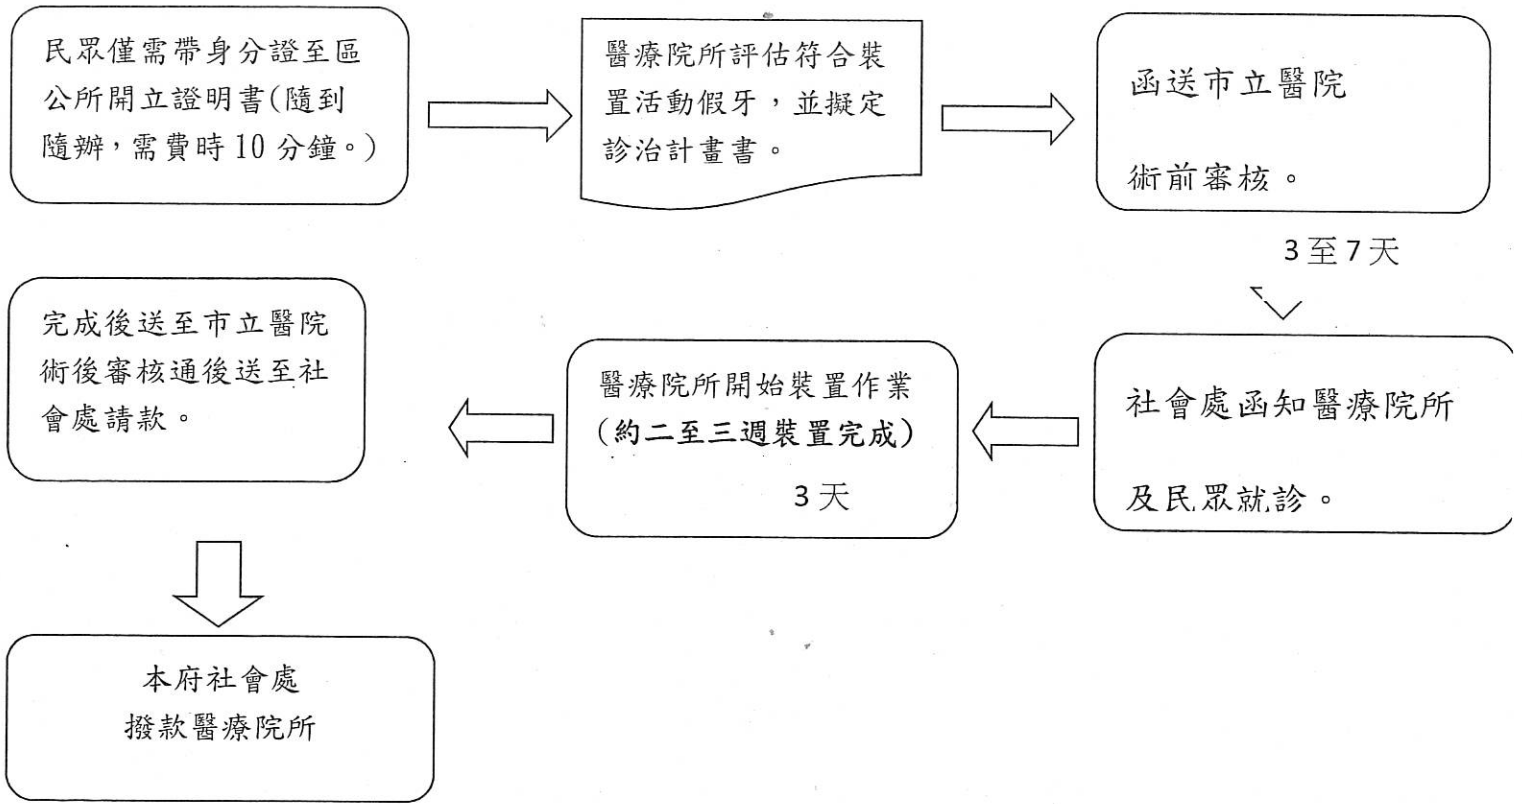 民眾僅需帶身分證至區
公所開立證明書(隨到
隨辦，需費時 10 分鐘。)
醫療院所評估符合裝
置活動假牙，並擬定
診治計畫書。
函送市立醫院
術前審核。
3 至 7 天
社會處函知醫療院所
及民眾就診。
醫療院所開始裝置作業
(約二至三週裝置完成)
3 天
完成後送至市立醫院
術後審核通後送至社
會處請款。
本府社會處
撥款醫療院所